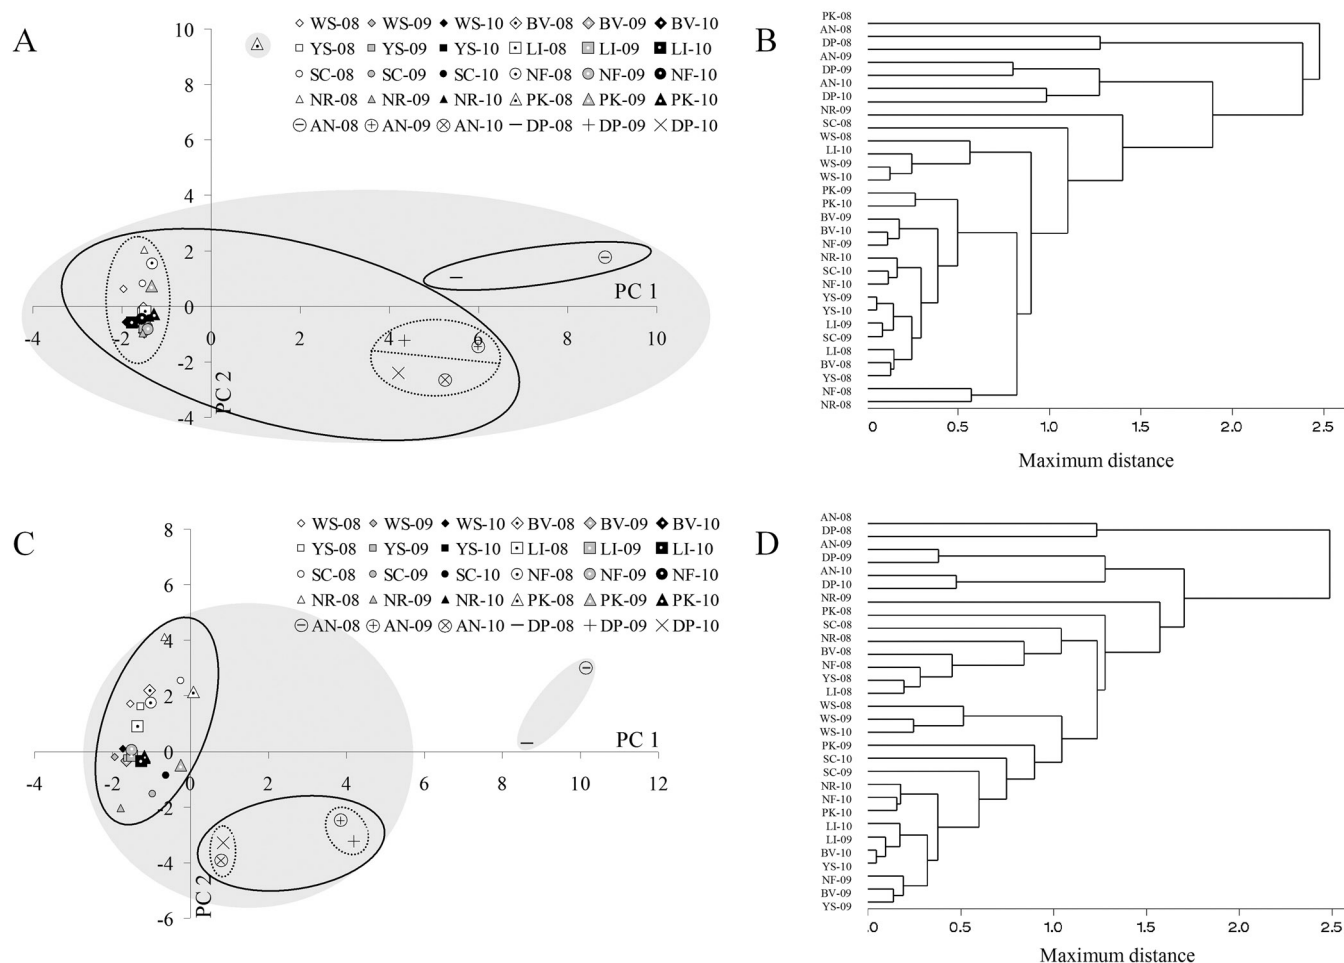 A
WS-08 WS-09 WS-10 BV-08 BV-09 BV-10
YS-08 YS-09 YS-10 LI-08 LI-09 LI-10
SC-08 SC-09 SC-10 NF-08 NF-09 NF-10
NR-08 NR-09 NR-10 PK-08 PK-09 PK-10
AN-08 AN-09 AN-10 DP-08 DP-09 DP-10
10
8
6
4
2
0
-2
-4
PC 1
PC 2
-4 -2 0 2 4 6 8 10
B
PK-08
AN-08
DP-08
AN-09
DP-09
AN-10
DP-10
NR-09
SC-08
WS-08
LI-10
WS-09
WS-10
PK-09
PK-10
BV-09
BV-10
NF-09
NR-10
SC-10
NF-10
YS-09
YS-10
LI-09
SC-09
LI-08
BV-08
YS-08
NF-08
NR-08
.0 0.5 1.0 1.5 2.0 2.5
Maximum distance
C
WS-08 WS-09 WS-10 BV-08 BV-09 BV-10
YS-08 YS-09 YS-10 LI-08 LI-09 LI-10
SC-08 SC-09 SC-10 NF-08 NF-09 NF-10
NR-08 NR-09 NR-10 PK-08 PK-09 PK-10
AN-08 AN-09 AN-10 DP-08 DP-09 DP-10
8
6
4
2
0
-2
-4
-6
PC 1
PC 2
-4 -2 0 2 4 6 8 10 12
D
AN-08
DP-08
AN-09
DP-09
AN-10
DP-10
NR-09
PK-08
SC-08
NR-08
BV-08
NF-08
YS-08
LI-08
WS-08
WS-09
WS-10
PK-09
SC-10
SC-09
NR-10
NF-10
PK-10
LI-10
LI-09
BV-10
YS-10
NF-09
BV-09
YS-09
.0 0.5 1.0 1.5 2.0 2.5
Maximum distance